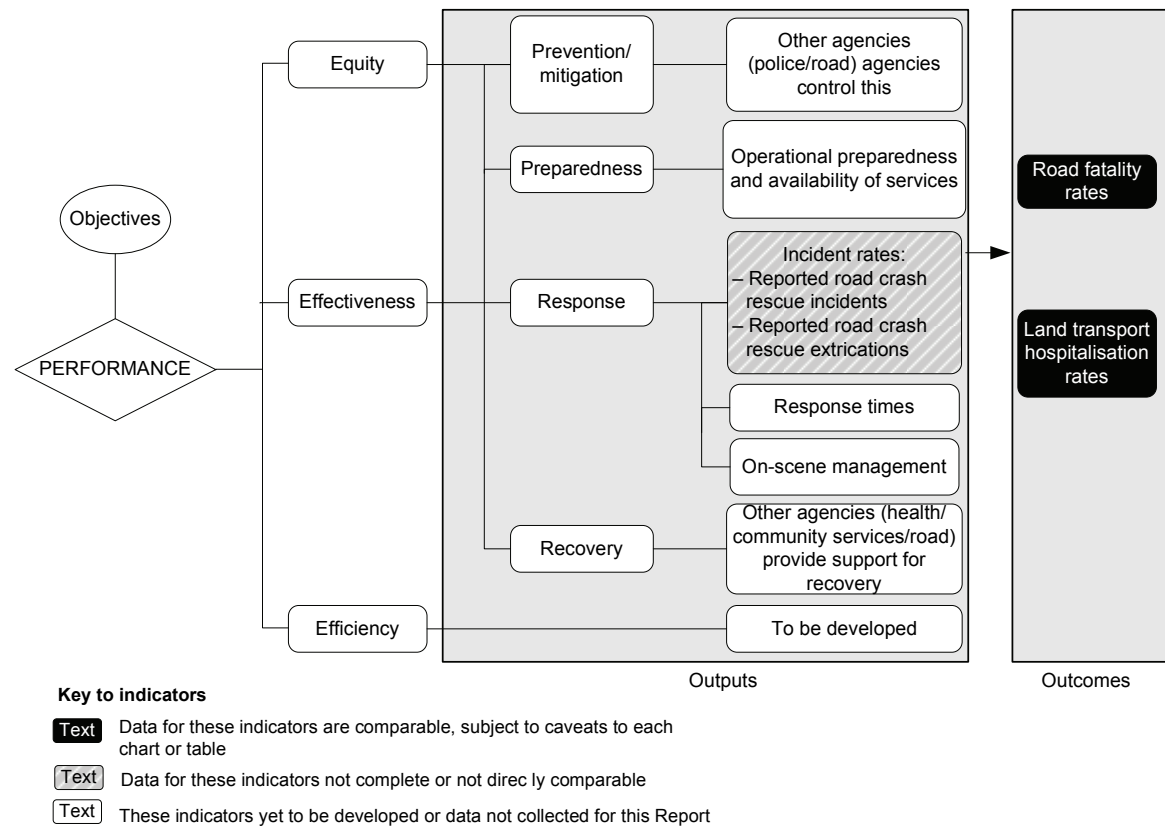 Objectives
PERFORMANCE
Equity
Effectiveness
Efficiency
Prevention/
mitigation
Preparedness
Response
Recovery
Other agencies
(police/road) agencies
control this
Operational preparedness
and availability of services
Incident rates:
– Reported road crash
rescue incidents
– Reported road crash
rescue extrications
Response times
On-scene management
Other agencies (health/
community services/road)
provide support for
recovery
To be developed
Road fatality
rates
Land transport
hospitalisation
rates
Outputs
Outcomes
Key to indicators
Text Data for these indicators are comparable, subject to caveats to each
chart or table
Text Data for these indicators not complete or not direc ly comparable
Text These indicators yet to be developed or data not collected for this Report